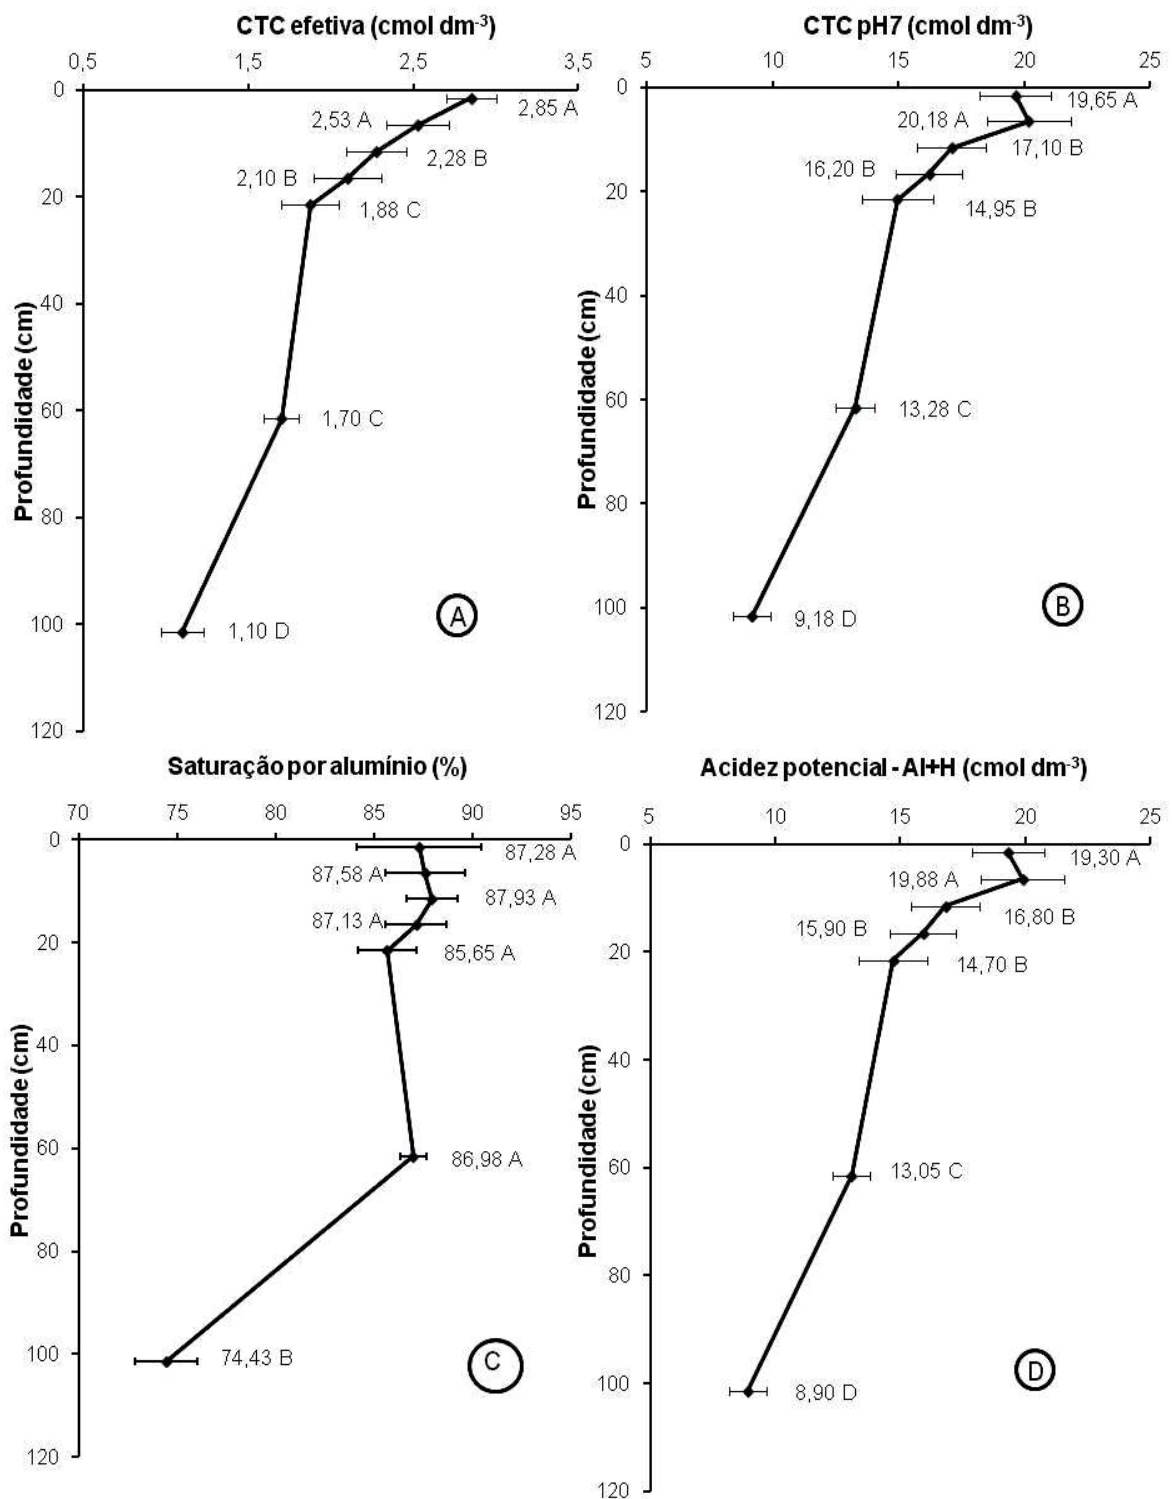 CTC efetiva (cmol dm-3)
0,5 1,5 2,5 3,5
0
20
40
60
80
100
120
Profundidade (cm)
2,85 A
2,53 A
2,28 B
2,10 B
1,88 C
1,70 C
1,10 D
A
CTC pH7 (cmol dm-3)
5 10 15 20 25
0
20
40
60
80
100
120
Profundidade (cm)
19,65 A
20,18 A
17,10 B
16,20 B
14,95 B
13,28 C
9,18 D
B
Saturação por alumínio (%)
70 75 80 85 90 95
0
20
40
60
80
100
120
Profundidade (cm)
87,28 A
87,58 A
87,93 A
87,13 A
85,65 A
86,98 A
74,43 B
C
Acidez potencial - Al+H (cmol dm-3)
5 10 15 20 25
0
20
40
60
80
100
120
Profundidade (cm)
19,30 A
19,88 A
16,80 B
15,90 B
14,70 B
13,05 C
8,90 D
D